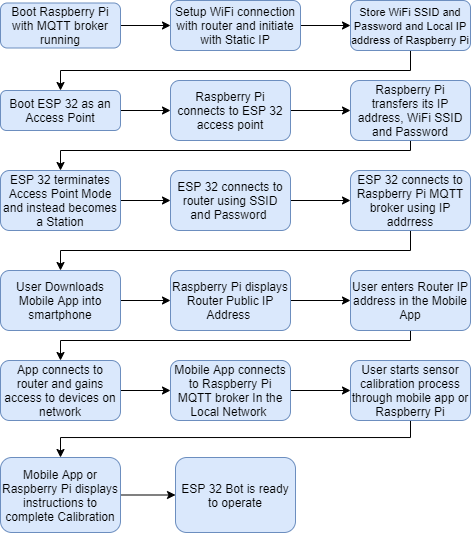 Boot Raspberry Pi
with MQTT broker
running
Setup WiFi connection
with router and initiate
with Static IP
Store WiFi SSID and
Password and Local IP
address of Raspberry Pi
Boot ESP 32 as an
Access Point
Raspberry Pi
connects to ESP 32
access point
Raspberry Pi
transfers its IP
address, WiFi SSID
and Password
ESP 32 terminates
Access Point Mode
and instead becomes
a Station
ESP 32 connects to
router using SSID
and Password
ESP 32 connects to
Raspberry Pi MQTT
broker using IP
addrress
User Downloads
Mobile App into
smartphone
Raspberry Pi displays
Router Public IP
Address
User enters Router IP
address in the Mobile
App
App connects to
router and gains
access to devices on
network
Mobile App connects
to Raspberry Pi
MQTT broker In the
Local Network
User starts sensor
calibration process
through mobile app or
Raspberry Pi
Mobile App or
Raspberry Pi displays
instructions to
complete Calibration
ESP 32 Bot is ready
to operate